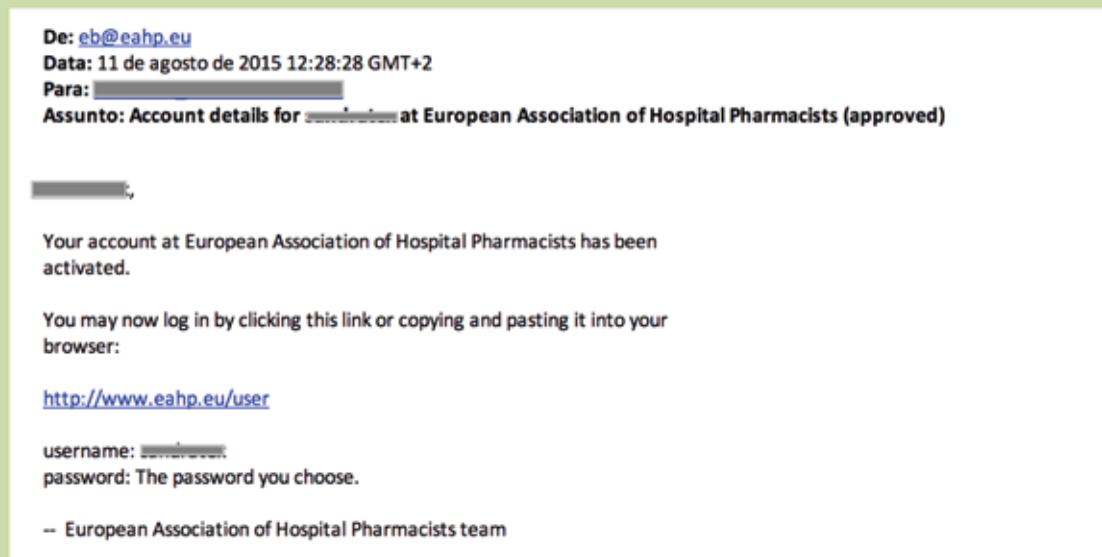 De: eb@eahp.eu
Data: 11 de agosto de 2015 12:28:28 GMT+2
Para:
Assunto: Account details for at European Association of Hospital Pharmacists (approved)
,
Your account at European Association of Hospital Pharmacists has been
activated.
You may now log in by clicking this link or copying and pasting it into your
browser:
http://www.eahp.eu/user
username:
password: The password you choose.
-- European Association of Hospital Pharmacists team